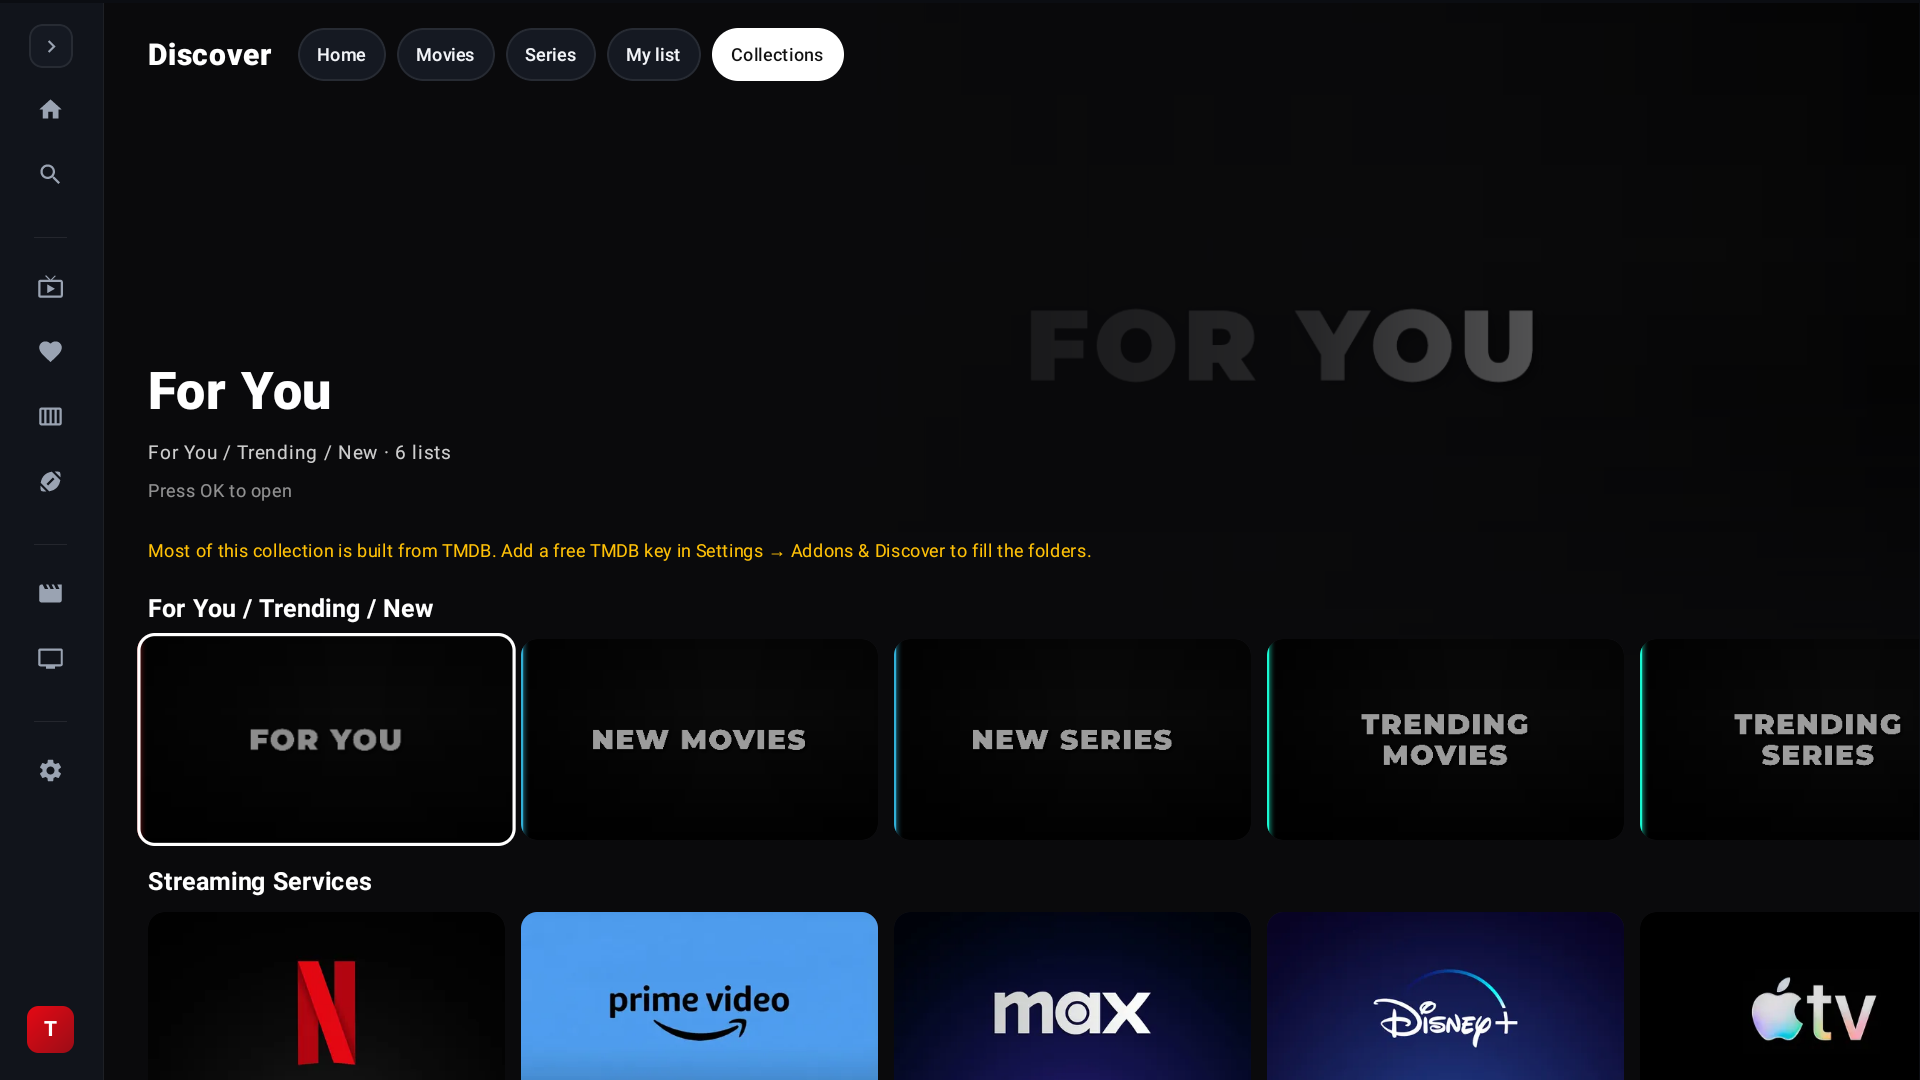 Discover
Home
Movies
Series
My list
Collections
FOR YOU
For You
For You / Trending / New · 6 lists
Press OK to open
Most of this collection is built from TMDB. Add a free TMDB key in Settings → Addons & Discover to fill the folders.
For You / Trending / New
FOR YOU
NEW MOVIES
NEW SERIES
TRENDING
MOVIES
TRENDING
SERIES
Streaming Services
N
prime video
max
Disney+
tv
T